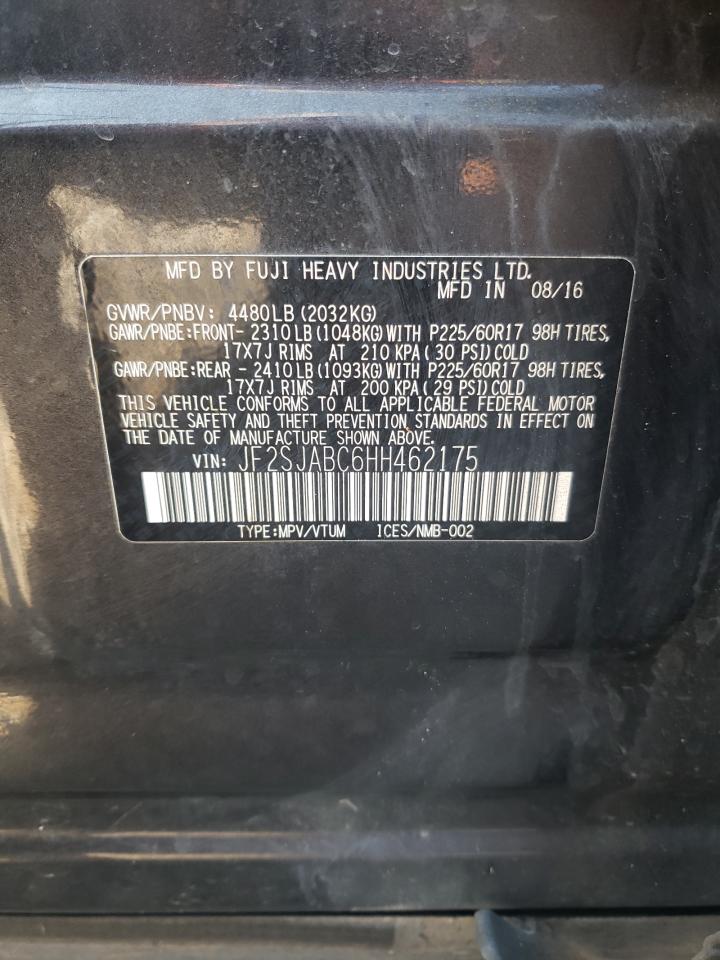 MFD BY FUJI HEAVY INDUSTRIES LTD.
MFD IN 08/16
GVWR/PNBV: 4480LB (2032KG)
GAWR/PNBE:FRONT- 2310LB (1048KG) WITH P225/60R17 98H TIRES,
17X7J RIMS AT 210 KPA ( 30 PSI) COLD
GAWR/PNBE:REAR - 2410LB (1093KG) WITH P225/60R17 98H TIRES,
17X7J RIMS AT 200 KPA ( 29 PSI) COLD
THIS VEHICLE CONFORMS TO ALL APPLICABLE FEDERAL MOTOR
VEHICLE SAFETY AND THEFT PREVENTION STANDARDS IN EFFECT
ON THE DATE OF MANUFACTURE SHOWN ABOVE.
VIN: JF2SJABC6HH462175
TYPE:MPV/VTUM ICES/NMB-002